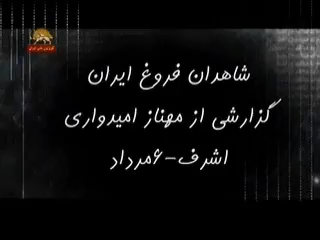 شاهدان فروغ ایران
گزارشی از مهناز امیدواری
اشرف-۶مرداد